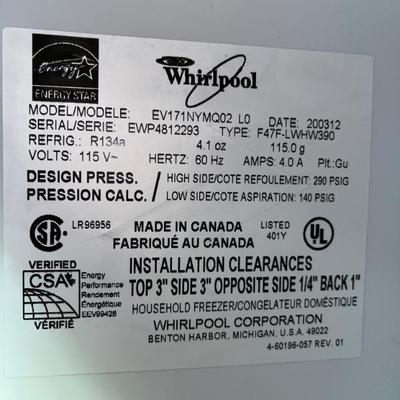 energy
ENERGY STAR
Whirlpool
MODEL/MODELE: EV171NYMQ02 L0 DATE: 200312
SERIAL/SERIE: EWP4812293 TYPE: F47F-LWHW390
REFRIG.: R134a 4.1 oz 115.0 g
VOLTS: 115 V~ HERTZ: 60 Hz AMPS: 4.0 A Plt.:Gu
DESIGN PRESS. / HIGH SIDE/COTE REFOULEMENT: 290 PSIG
PRESSION CALC. / LOW SIDE/COTE ASPIRATION: 140 PSIG
SA LR96956 MADE IN CANADA LISTED UL
FABRIQUÉ AU CANADA 401Y
VERIFIED
CSA
Energy
Performance
Rendement
Énergétique
EEV99428
VÉRIFIÉ
INSTALLATION CLEARANCES
TOP 3" SIDE 3" OPPOSITE SIDE 1/4" BACK 1"
HOUSEHOLD FREEZER/CONGELATEUR DOMÉSTIQUE
WHIRLPOOL CORPORATION
BENTON HARBOR, MICHIGAN, U.S.A. 49022
4-60196-057 REV. 01